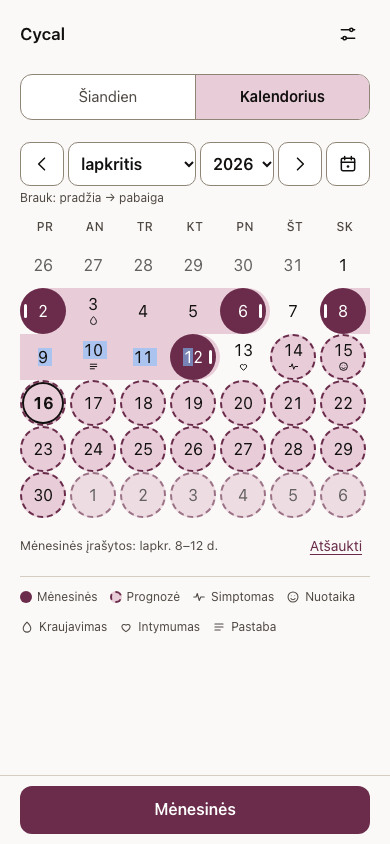 Cycal
Šiandien Kalendorius
lapkritis 2026
Brauk: pradžia → pabaiga
PR AN TR KT PN ŠT SK
26 27 28 29 30 31 1
2 3 4 5 6 7 8
9 10 11 12 13 14 15
16 17 18 19 20 21 22
23 24 25 26 27 28 29
30 1 2 3 4 5 6
Mėnesinės įrašytos: lapkr. 8–12 d. Atšaukti
Mėnesinės Prognozė Simptomas Nuotaika
Kraujavimas Intymumas Pastaba
Mėnesinės